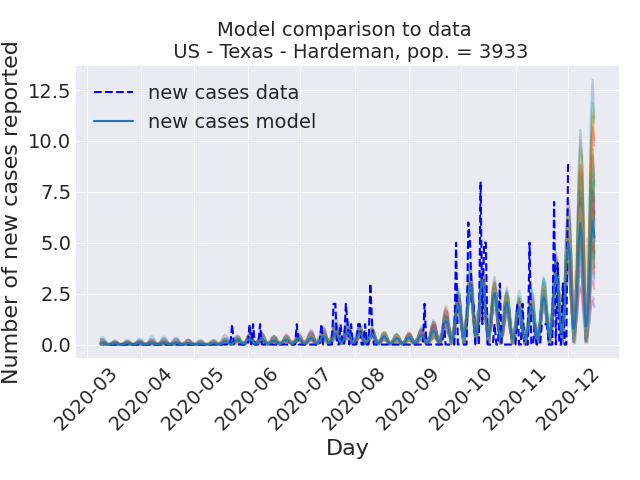 Model comparison to data
US - Texas - Hardeman, pop. = 3933
Number of new cases reported
12.5
10.0
7.5
5.0
2.5
0.0
new cases data
new cases model
2020-03
2020-04
2020-05
2020-06
2020-07
2020-08
2020-09
2020-10
2020-11
2020-12
Day